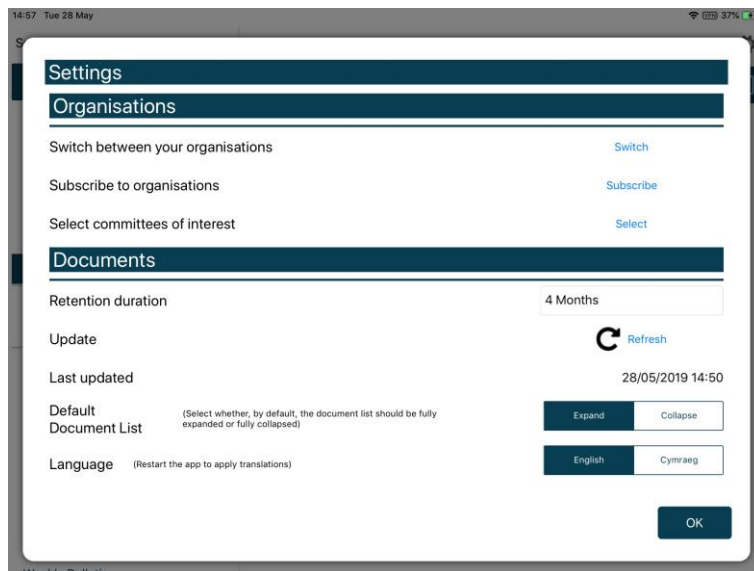 14:57 Tue 28 May
VPN 37%
Settings
Organisations
Switch between your organisations Switch
Subscribe to organisations Subscribe
Select committees of interest Select
Documents
Retention duration 4 Months
Update Refresh
Last updated 28/05/2019 14:50
Default
Document List
(Select whether, by default, the document list should be fully
expanded or fully collapsed)
Expand Collapse
Language (Restart the app to apply translations) English Cymraeg
OK